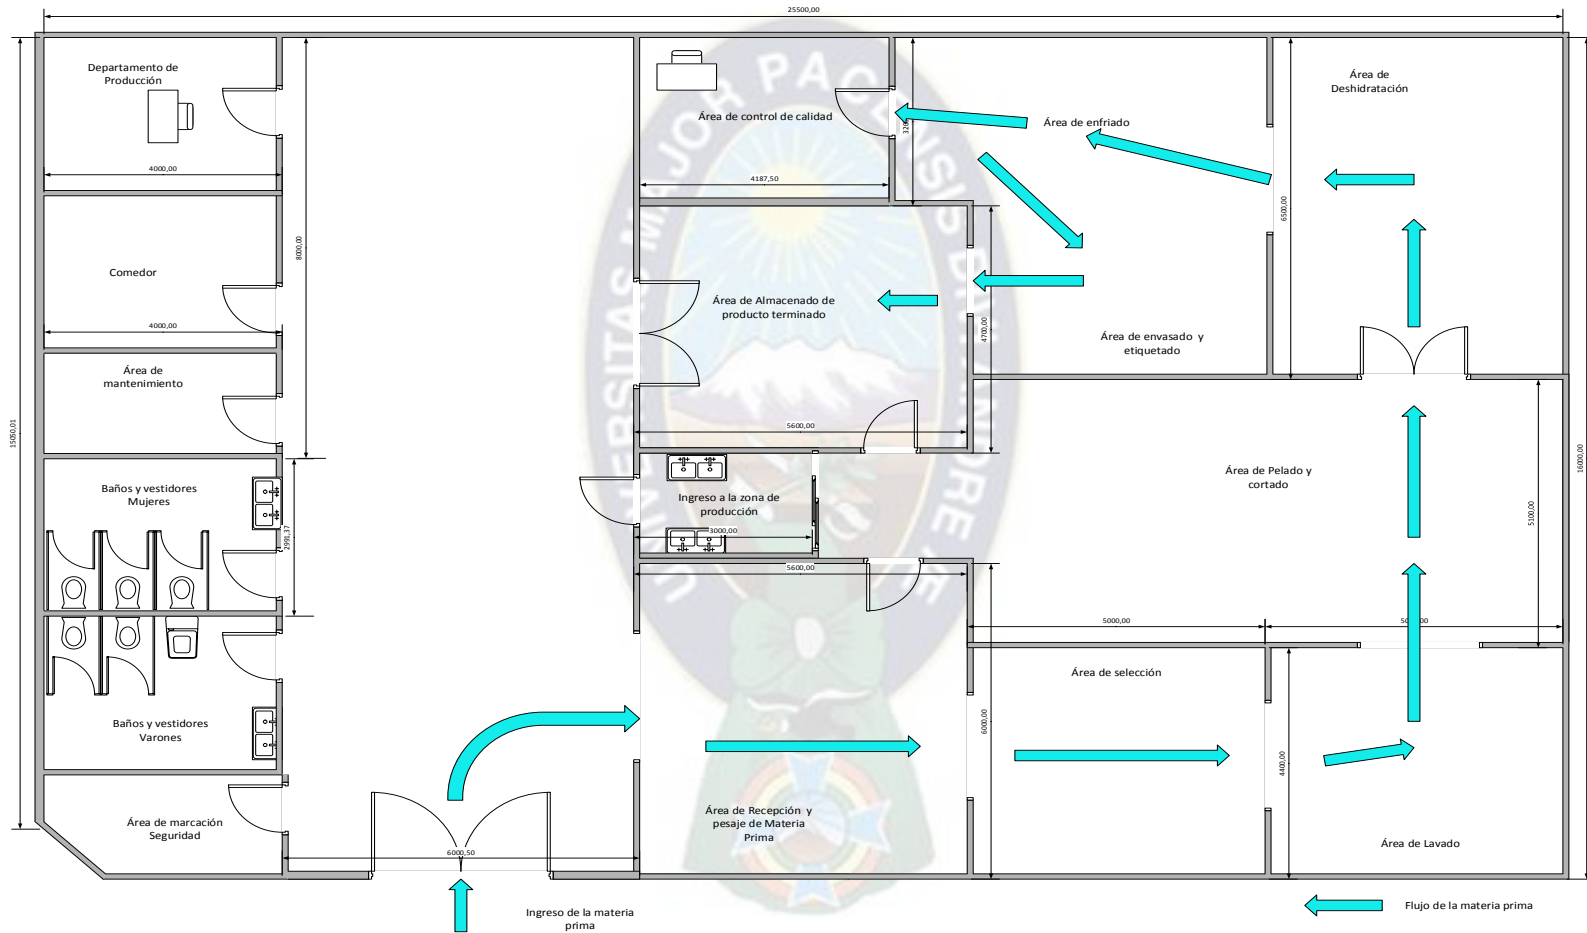 25500,00
Departamento de
Producción
4000,00
Comedor
4000,00
Área de
mantenimiento
Baños y vestidores
Mujeres
Baños y vestidores
Varones
Área de marcación
Seguridad
15050,01
8000,00
2991,37
6000,50
Ingreso de la materia
prima
Área de control de calidad
4187,50
Área de enfriado
Área de
Deshidratación
6500,00
Área de Almacenado de
producto terminado
4700,00
5600,00
Área de envasado y
etiquetado
Ingreso a la zona de
producción
3000,00
5600,00
Área de Pelado y
cortado
5100,00
16000,00
5000,00
Área de selección
6000,00
4400,00
Área de Recepción y
pesaje de Materia
Prima
Área de Lavado
Flujo de la materia prima
UNIVERSITAS MAJOR PACENSIS DIVI ANDREAE